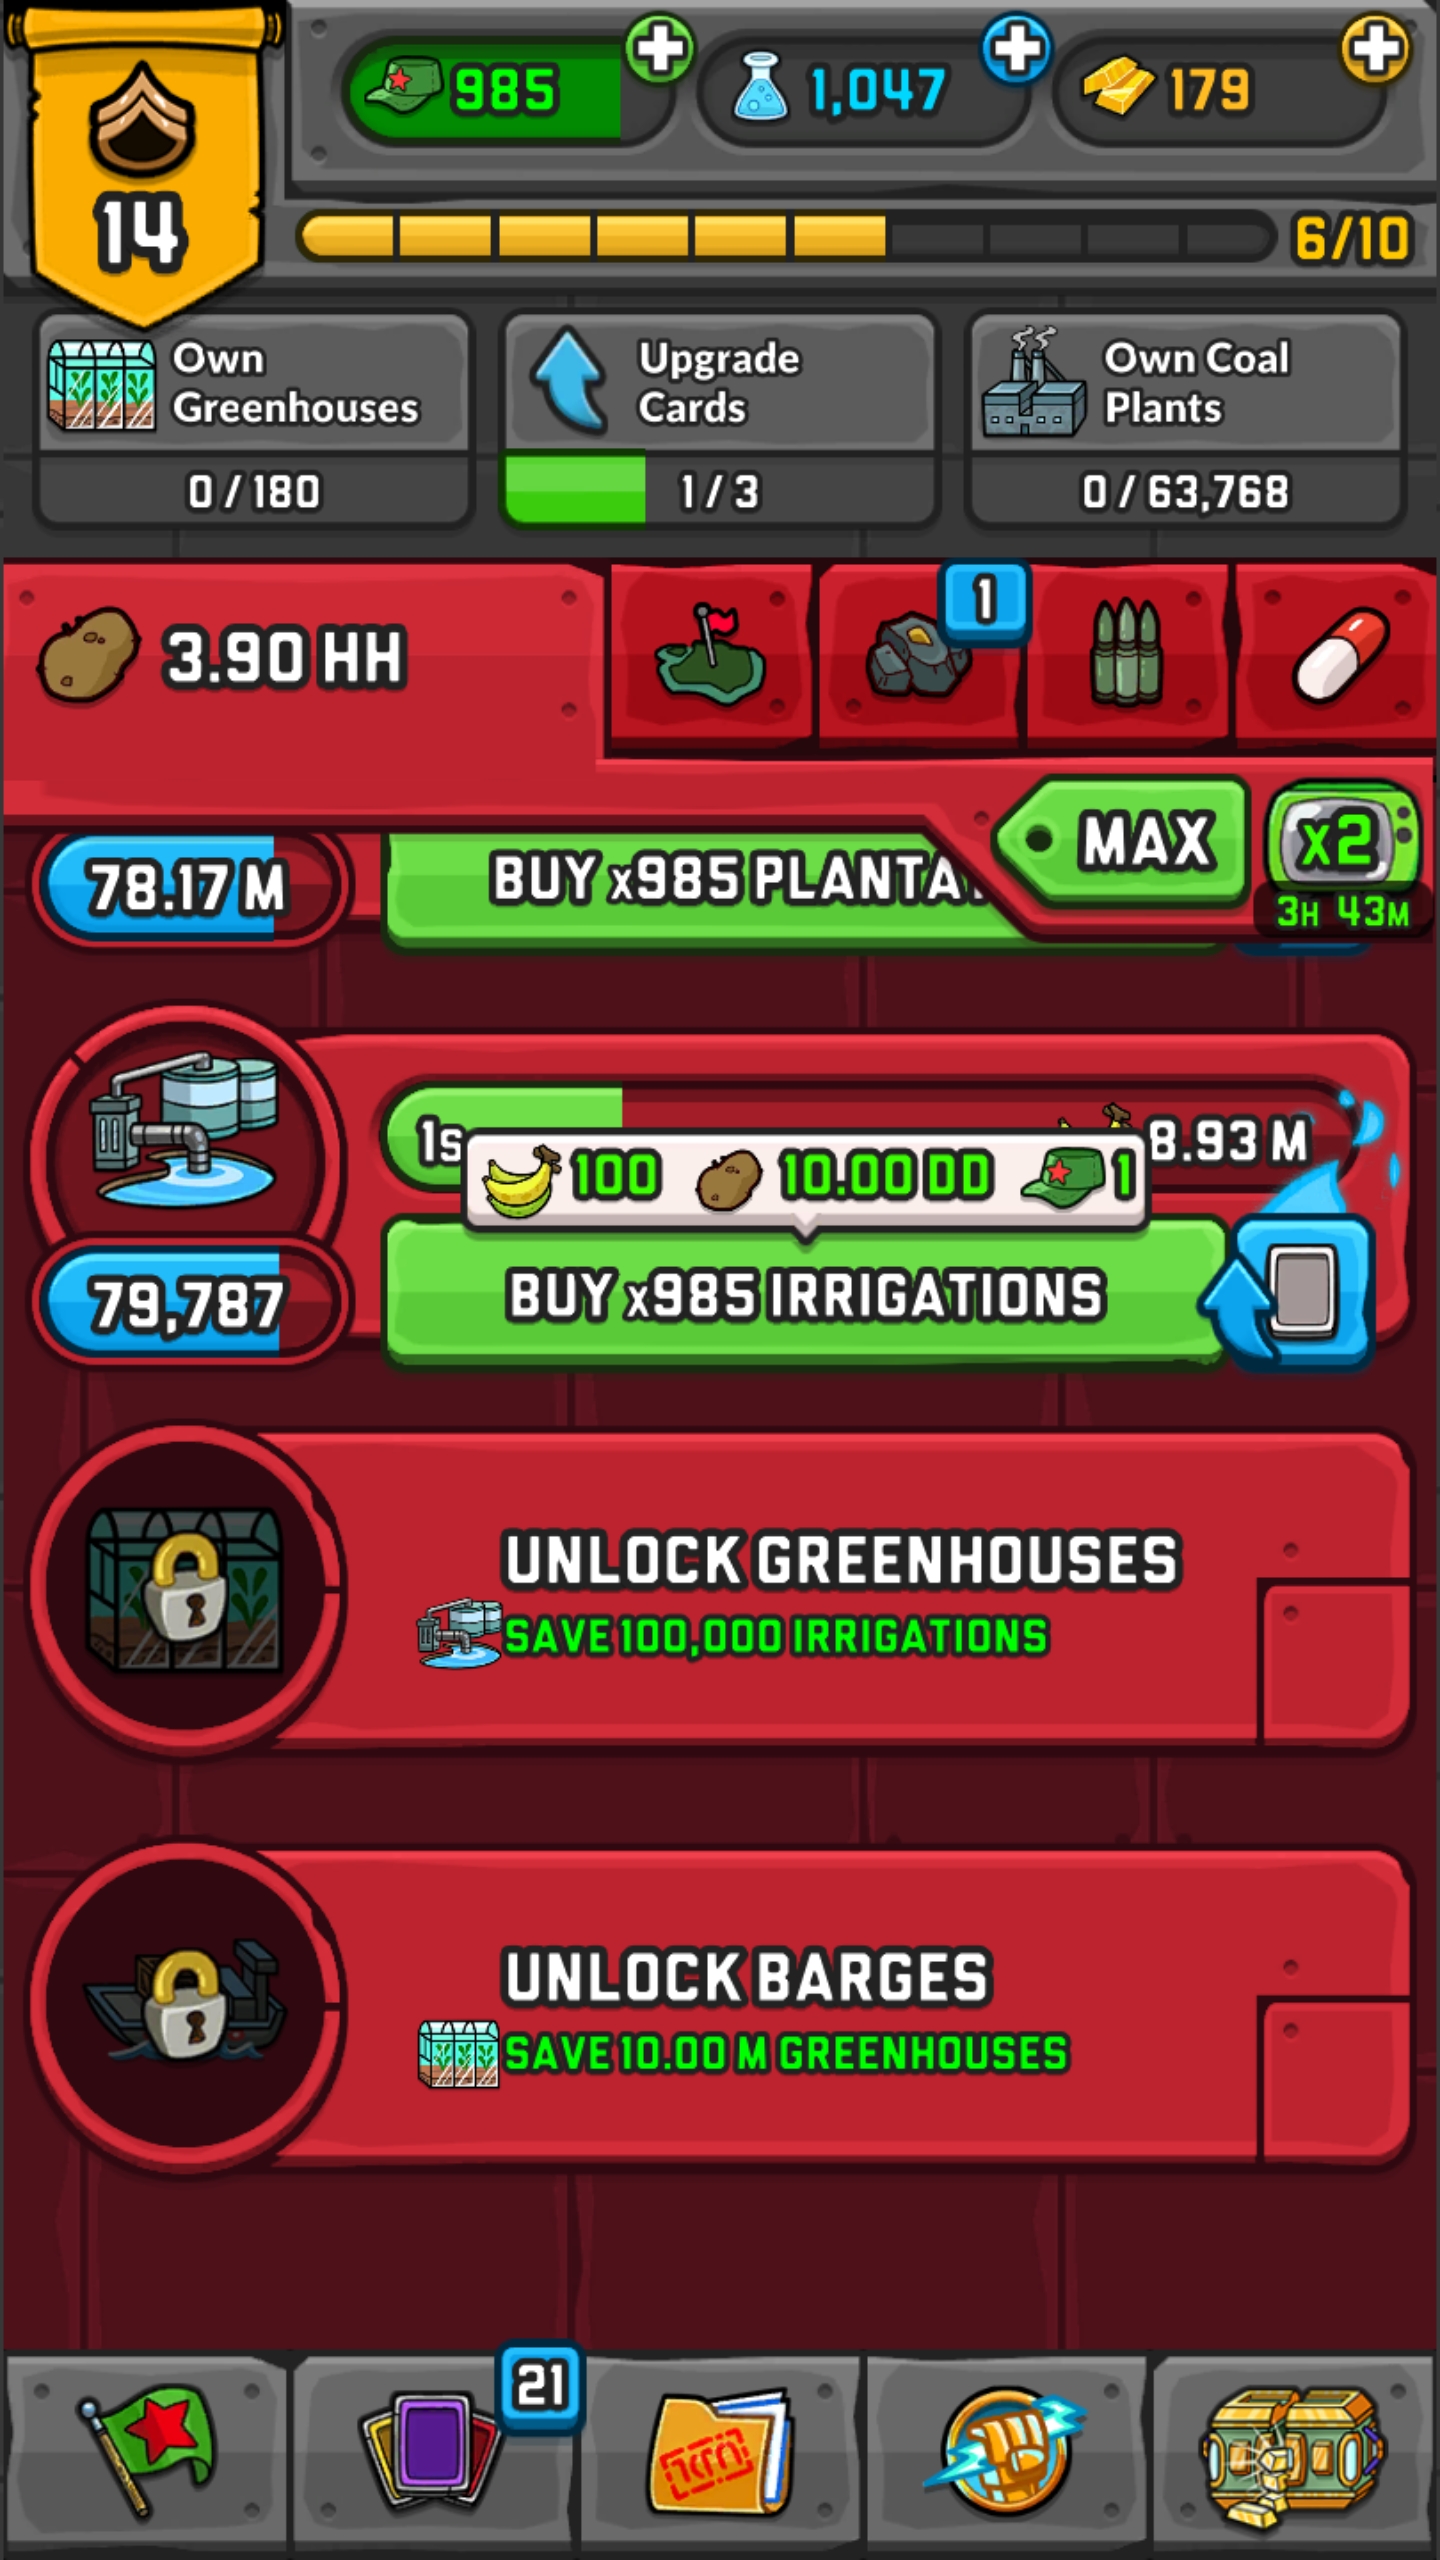 985
1,047
179
14
6/10
Own
Greenhouses
0/180
Upgrade
Cards
1/3
Own Coal
Plants
0/63,768
3.90 HH
1
MAX
x2
3H 43M
78.17 M
BUY x985
1s
8.93 M
100
10.00 DD
1
79,787
BUY x985 IRRIGATIONS
UNLOCK GREENHOUSES
SAVE 100,000 IRRIGATIONS
UNLOCK BARGES
SAVE 10.00 M GREENHOUSES
21